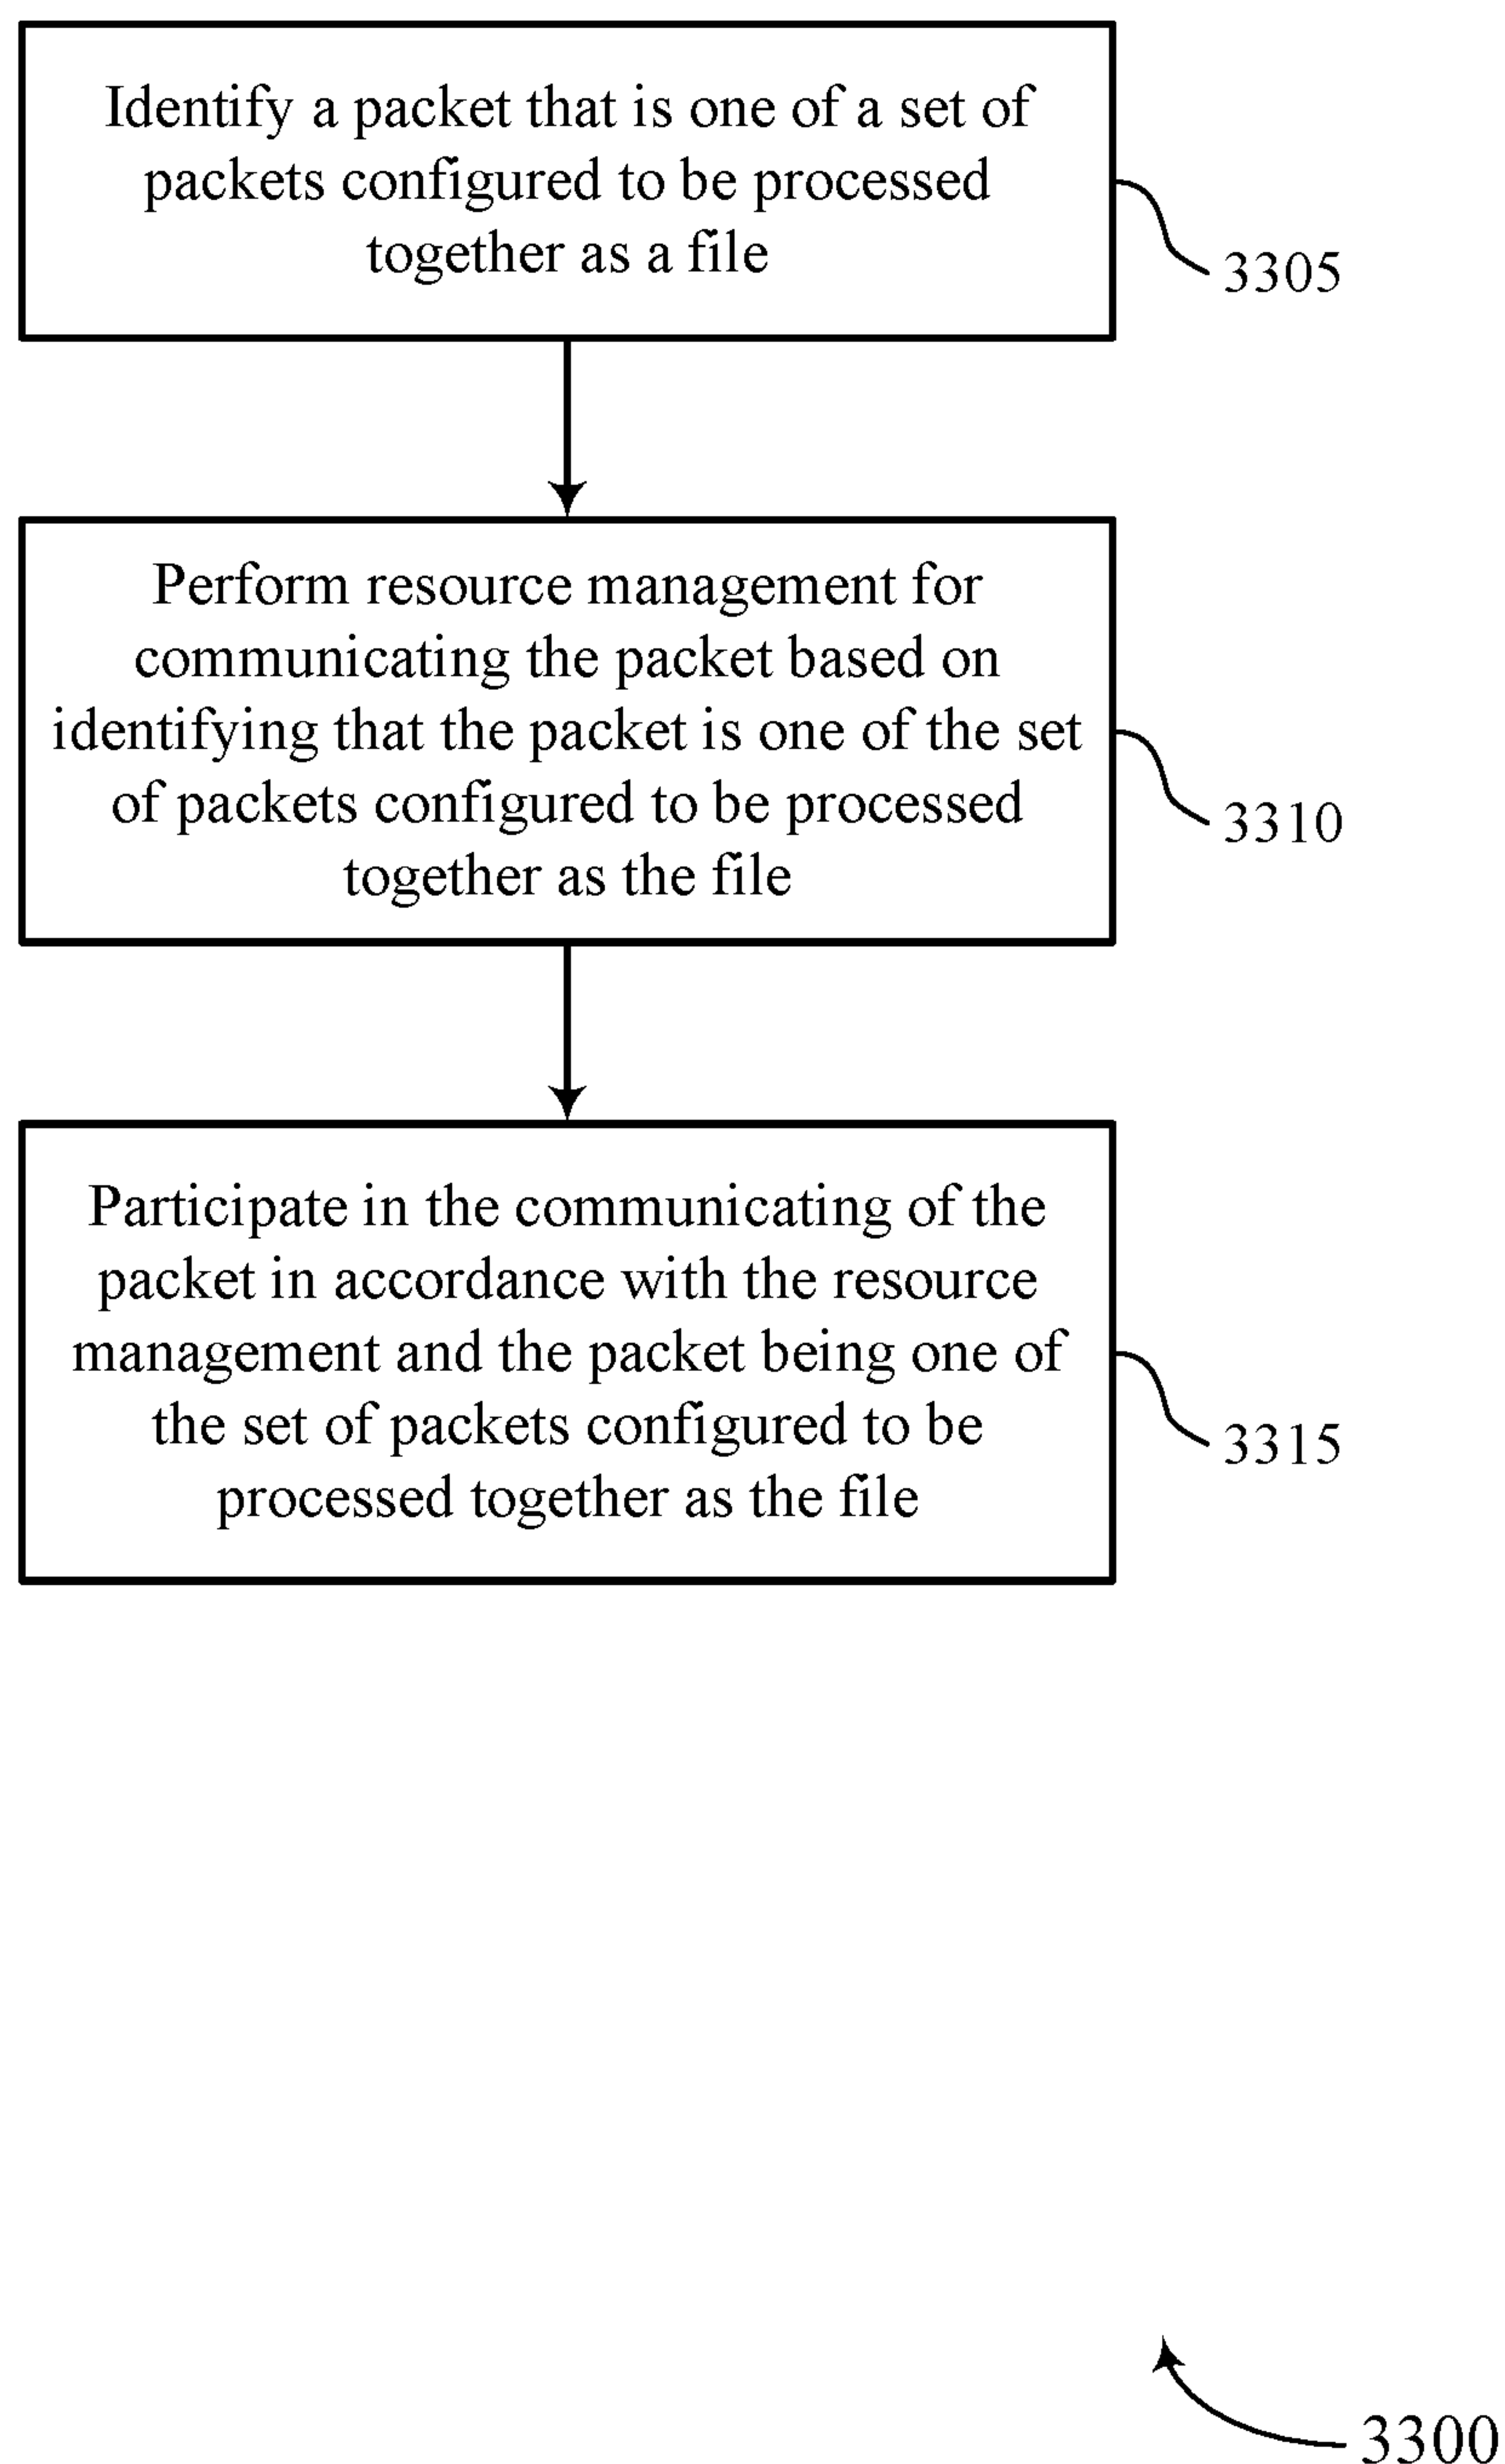 Identify a packet that is one of a set of
packets configured to be processed
together as a file
3305
Perform resource management for
communicating the packet based on
identifying that the packet is one of the set
of packets configured to be processed
together as the file
3310
Participate in the communicating of the
packet in accordance with the resource
management and the packet being one of
the set of packets configured to be
processed together as the file
3315
3300